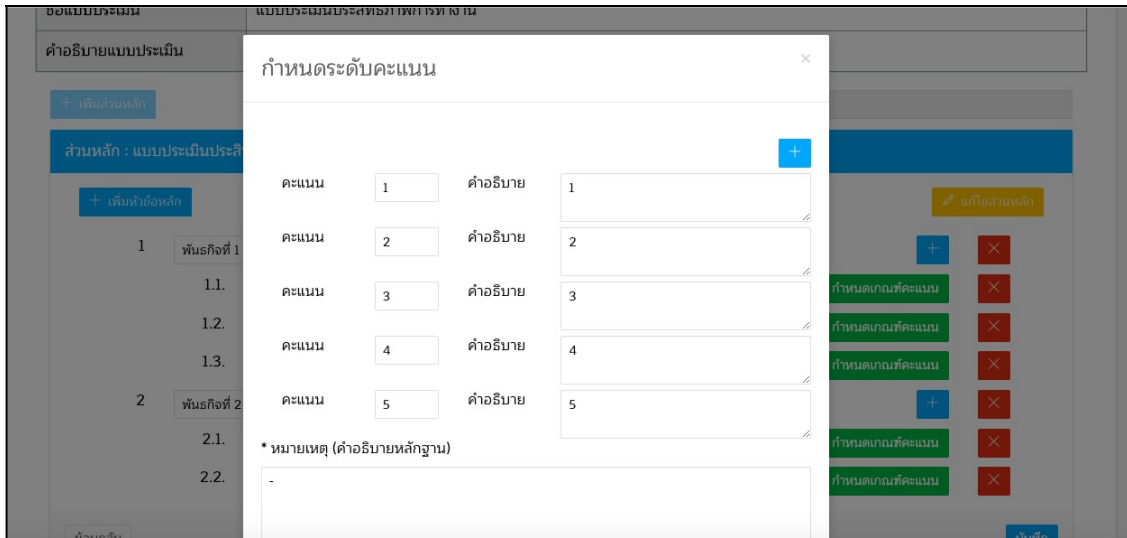 ชื่อแบบประเมิน แบบประเมินประสิทธิภาพการทำงาน
คำอธิบายแบบประเมิน
กำหนดระดับคะแนน ×
+ เพิ่มส่วนหลัก
ส่วนหลัก : แบบประเมินประสิ
+
+ เพิ่มหัวข้อหลัก
แก้ไขส่วนหลัก
คะแนน 1 คำอธิบาย 1
1 พันธกิจที่ 1
คะแนน 2 คำอธิบาย 2
+ ×
1.1.
คะแนน 3 คำอธิบาย 3
กำหนดเกณฑ์คะแนน ×
1.2.
กำหนดเกณฑ์คะแนน ×
คะแนน 4 คำอธิบาย 4
1.3.
กำหนดเกณฑ์คะแนน ×
2 พันธกิจที่ 2
คะแนน 5 คำอธิบาย 5
+ ×
2.1.
* หมายเหตุ (คำอธิบายหลักฐาน)
กำหนดเกณฑ์คะแนน ×
2.2.
-
กำหนดเกณฑ์คะแนน ×
ย้อนกลับ
บันทึก